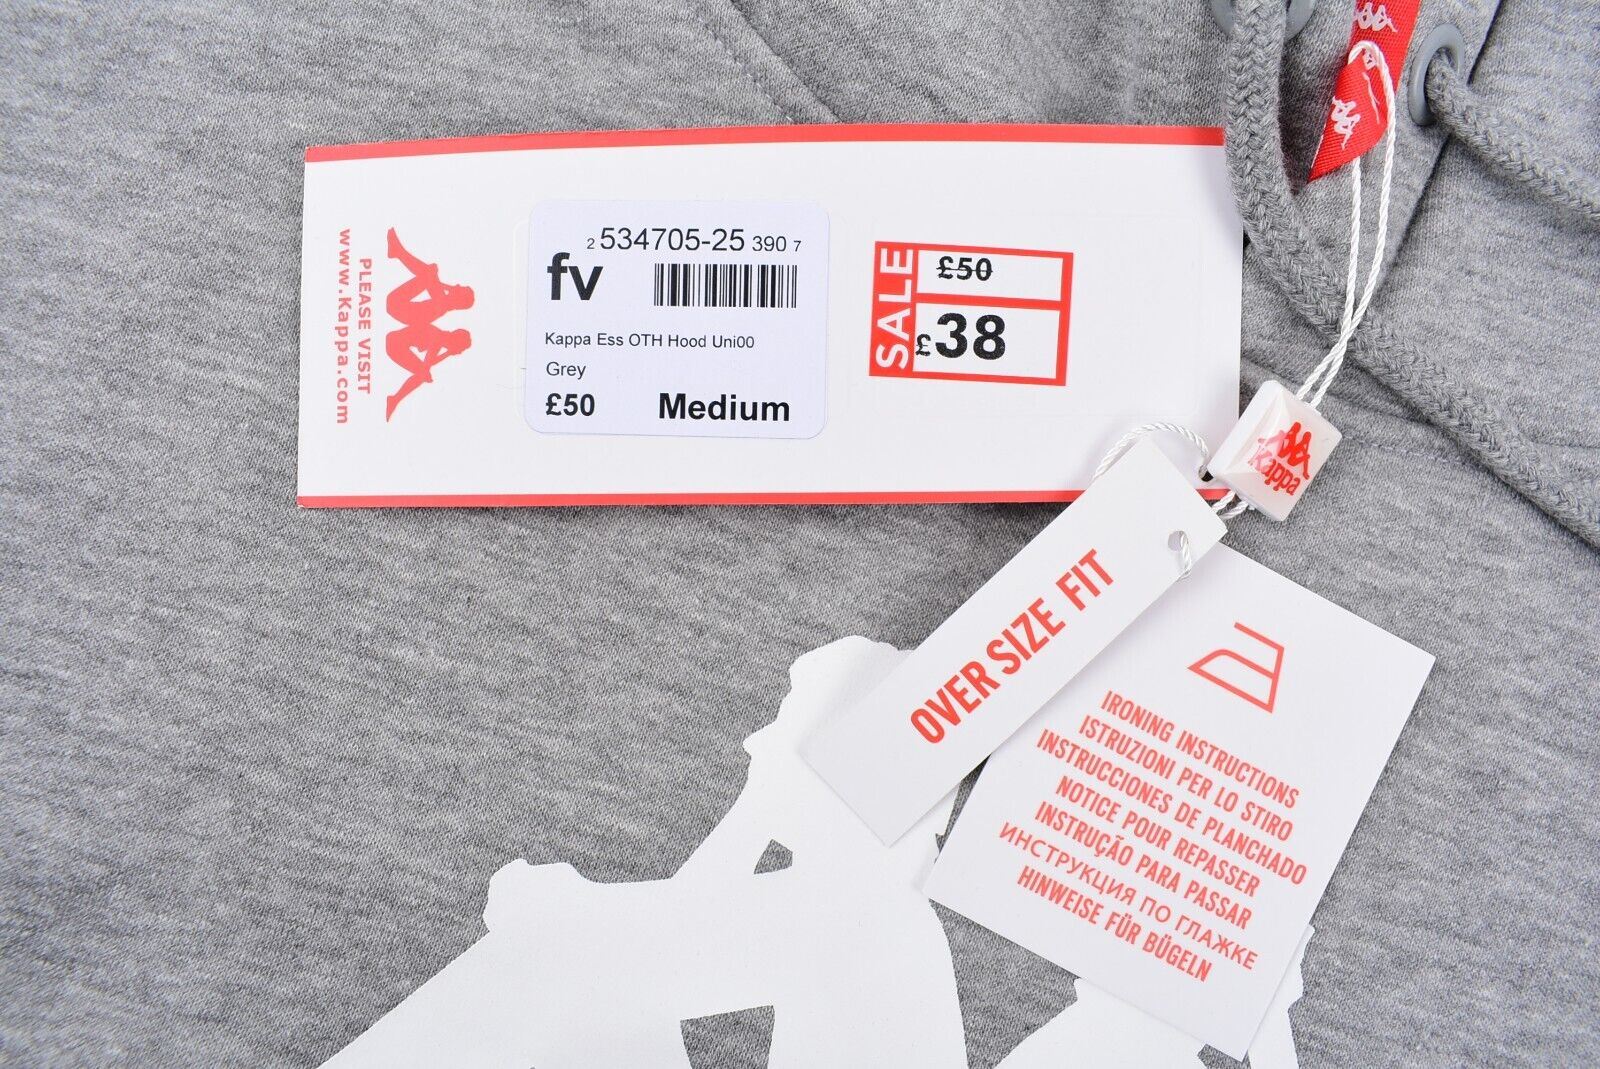 PLEASE VISIT
www.Kappa.com
2 534705-25 390 7
fv
Kappa Ess OTH Hood Uni00
Grey
£50 Medium
SALE
£50
£38
Kappa
OVER SIZE FIT
IRONING INSTRUCTIONS
ISTRUZIONI PER LO STIRO
INSTRUCCIONES DE PLANCHADO
NOTICE POUR REPASSER
INSTRUÇÃO PARA PASSAR
ИНСТРУКЦИЯ ПО ГЛАЖКЕ
HINWEISE FÜR BÜGELN